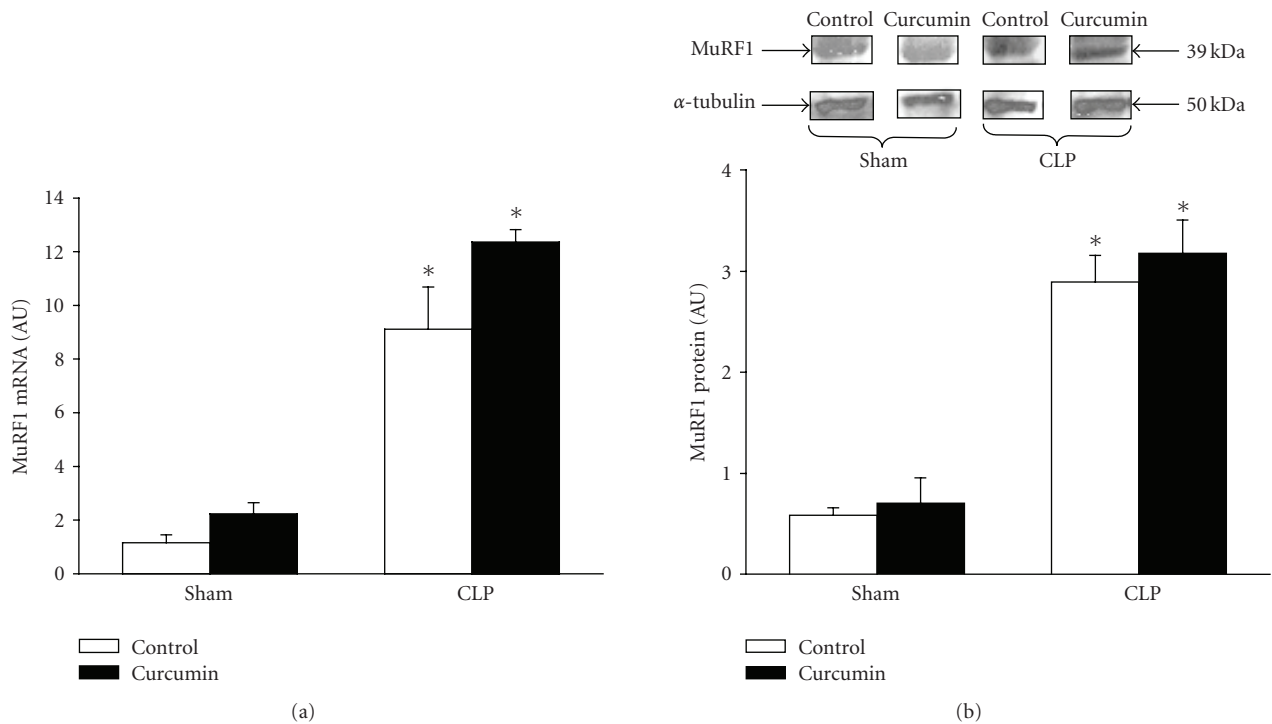 14
12
10
8
6
4
2
0
MuRF1 mRNA (AU)
*
*
Sham
CLP
Control
Curcumin
(a)
Control Curcumin Control Curcumin
MuRF1
39 kDa
α-tubulin
50 kDa
Sham
CLP
4
3
2
1
0
MuRF1 protein (AU)
*
*
Sham
CLP
Control
Curcumin
(b)